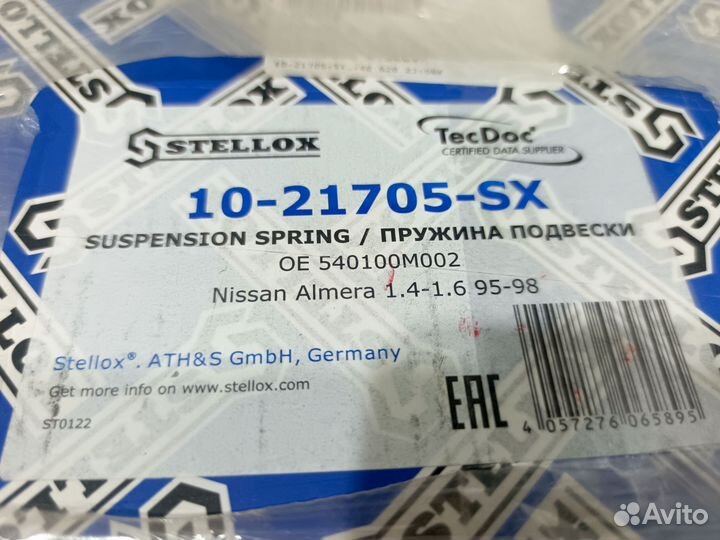 STELLOX
TecDoc
CERTIFIED DATA SUPPLIER
10-21705-SX
SUSPENSION SPRING / ПРУЖИНА ПОДВЕСКИ
OE 540100M002
Nissan Almera 1.4-1.6 95-98
Stellox®. ATH&S GmbH, Germany
Get more info on www.stellox.com
ST0122
EAC
4 057276 065895
Avito